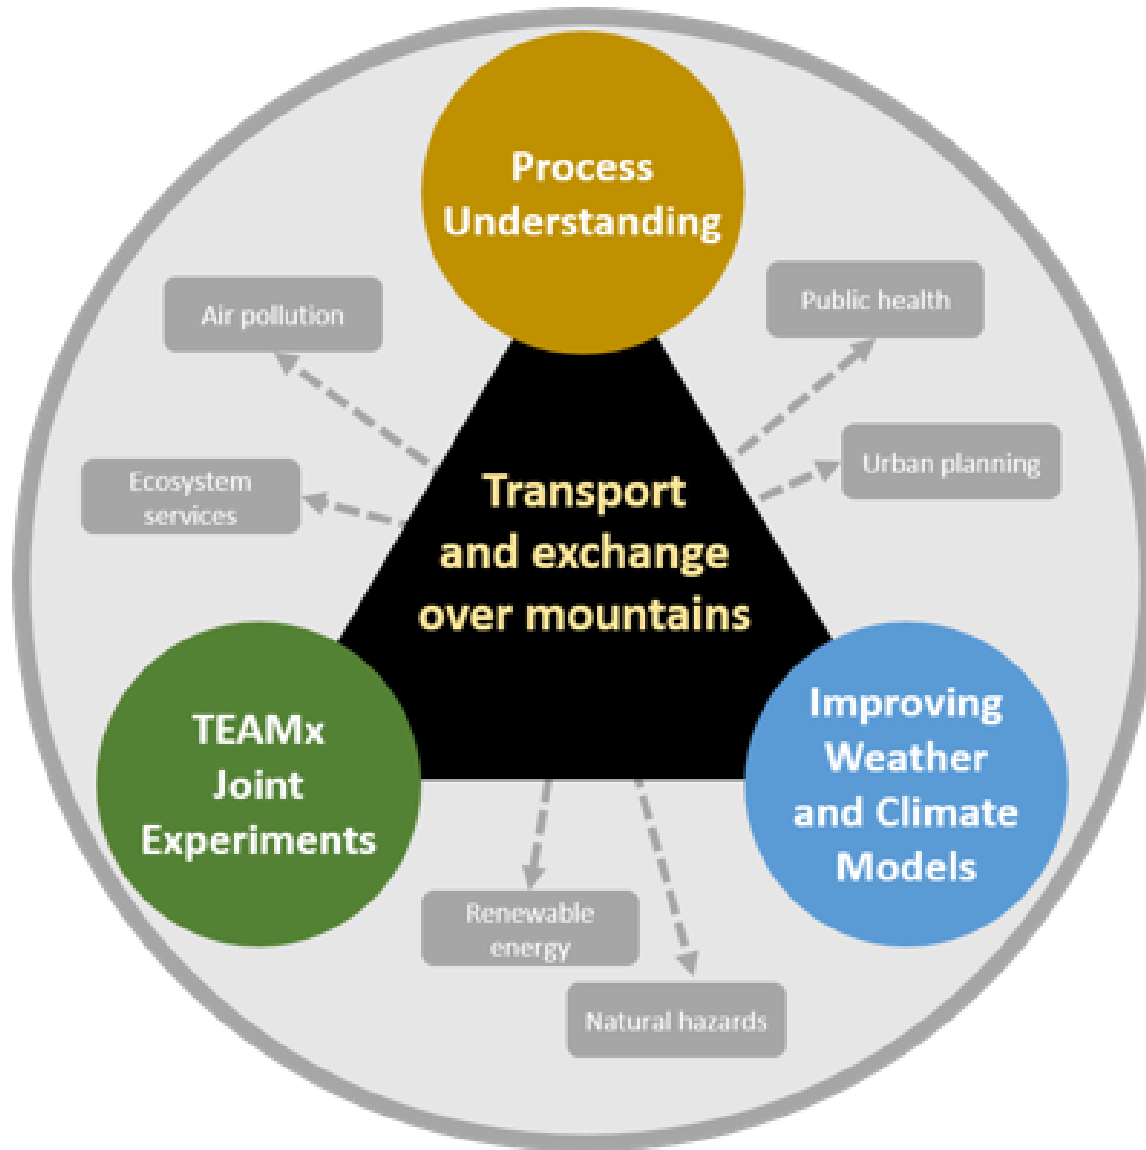 Process
Understanding
Air pollution
Public health
Ecosystem
services
Urban planning
Transport
and exchange
over mountains
TEAMx
Joint
Experiments
Improving
Weather
and Climate
Models
Renewable
energy
Natural hazards